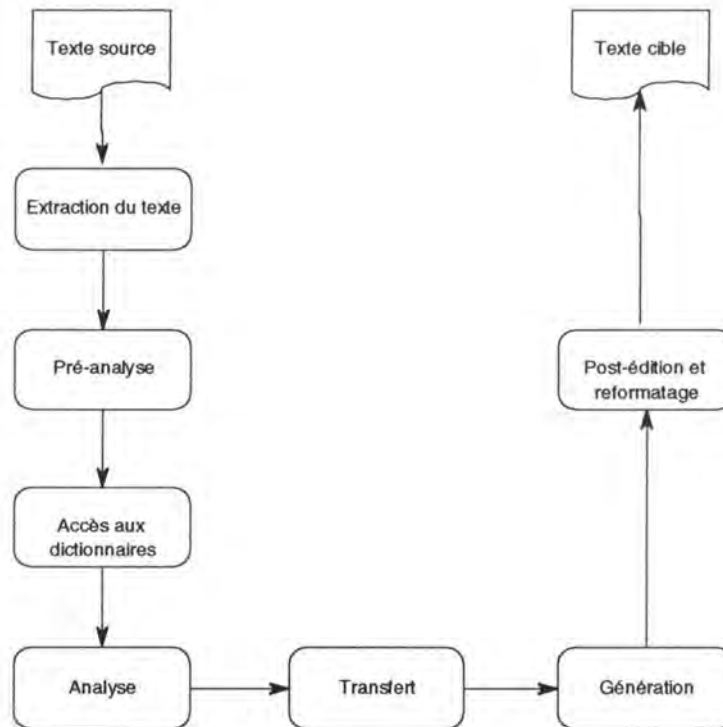 Texte source
Texte cible
Extraction du texte
Pré-analyse
Post-édition et
reformatage
Accès aux
dictionnaires
Analyse
Transfert
Génération